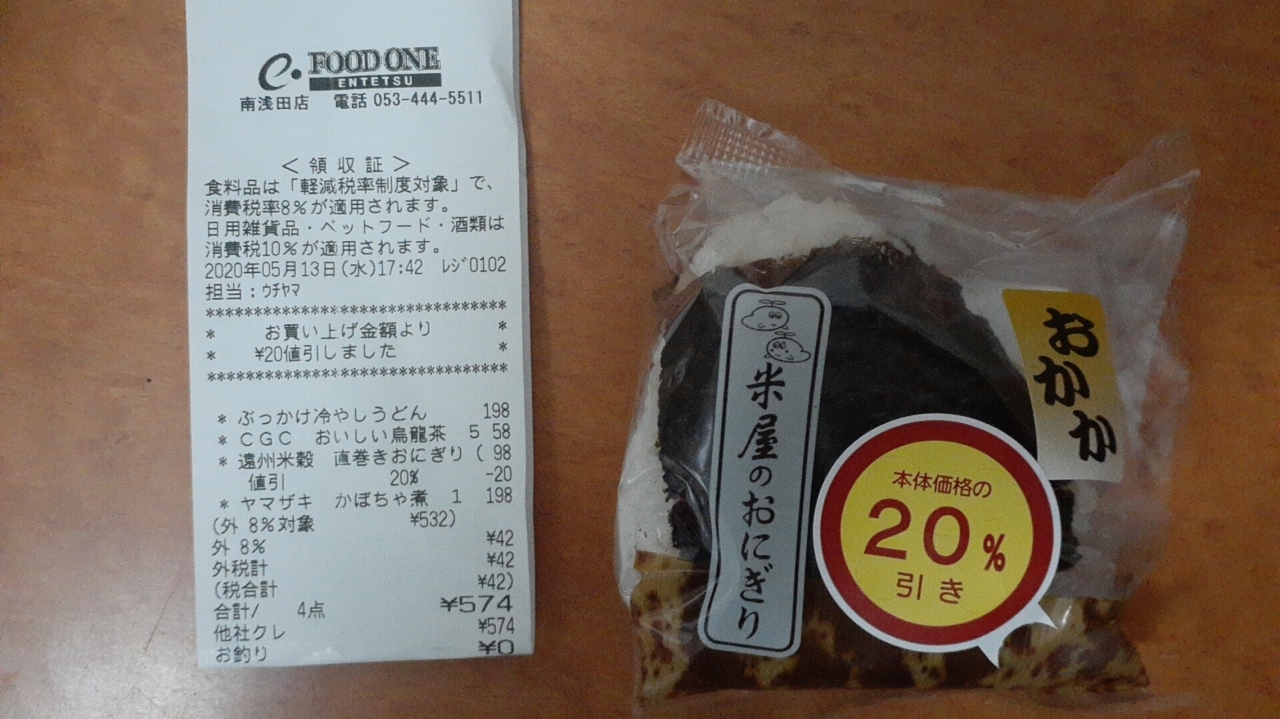 e. FOOD ONE
ENTETSU
南浅田店 電話 053-444-5511
＜ 領 収 証 ＞
食料品は「軽減税率制度対象」で、
消費税率8％が適用されます。
日用雑貨品・ペットフード・酒類は
消費税10％が適用されます。
2020年05月13日(水)17:42 ﾚｼﾞ0102
担当：ｳﾁﾔﾏ
*******************************
* お買い上げ金額より *
* ¥20値引しました *
*******************************
* ぶっかけ冷やしうどん 198
* ＣＧＣ おいしい烏龍茶 5 58
* 遠州米穀 直巻きおにぎり ( 98
値引 20% -20
* ヤマザキ かぼちゃ煮 1 198
(外 8％対象 ¥532)
外 8％ ¥42
外税計 ¥42
(税合計 ¥42)
合計/ 4点 ¥574
他社クレ ¥574
お釣り ¥0
米屋のおにぎり
おかか
本体価格の
20%
引き